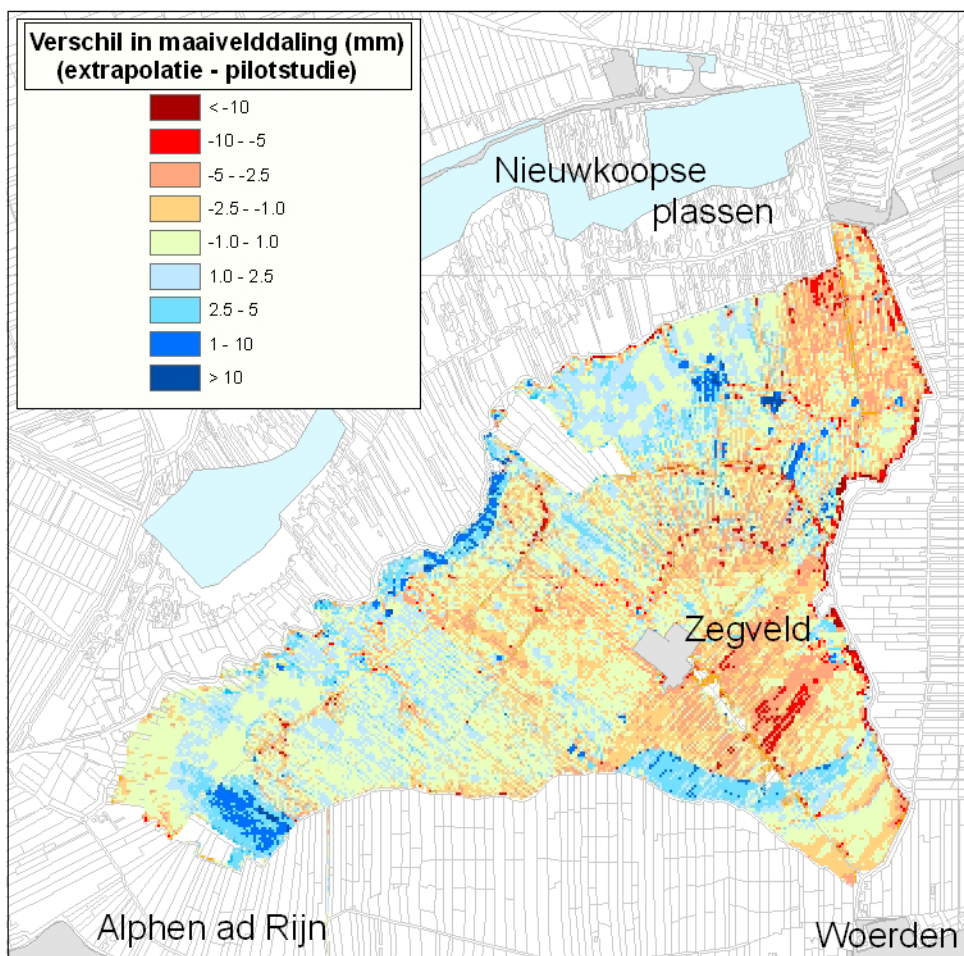 Verschil in maaivelddaling (mm)
(extrapolatie - pilotstudie)
< -10
-10 - -5
-5 - -2.5
-2.5 - -1.0
-1.0 - 1.0
1.0 - 2.5
2.5 - 5
1 - 10
> 10
Nieuwkoopse
plassen
Zegveld
Alphen ad Rijn
Woerden